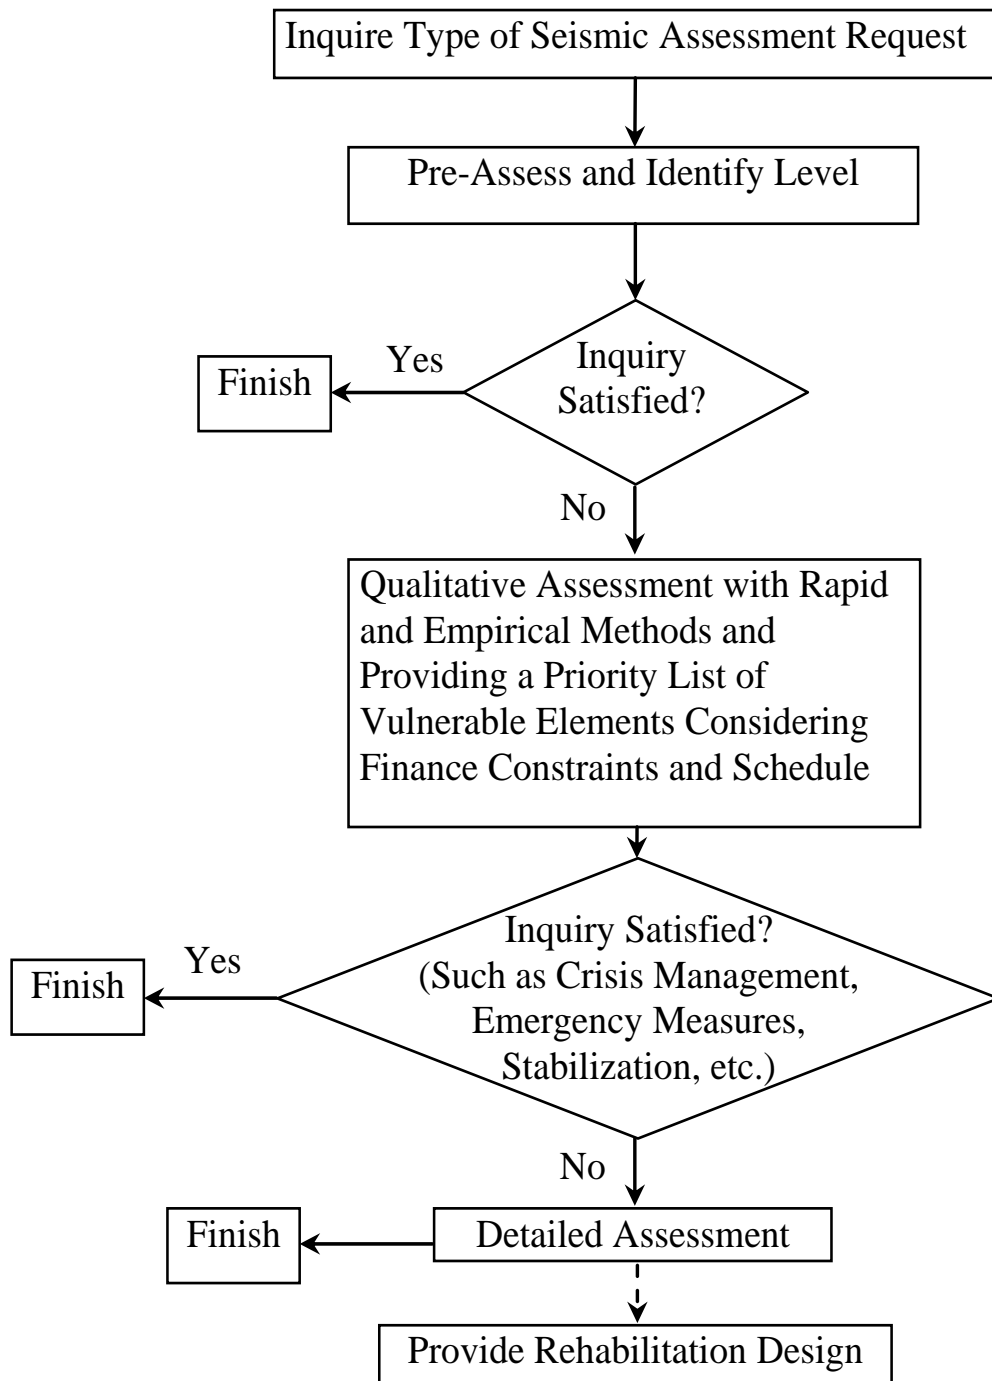 Inquire Type of Seismic Assessment Request
Pre-Assess and Identify Level
Inquiry
Satisfied?
Yes
Finish
No
Qualitative Assessment with Rapid
and Empirical Methods and
Providing a Priority List of
Vulnerable Elements Considering
Finance Constraints and Schedule
Inquiry Satisfied?
(Such as Crisis Management,
Emergency Measures,
Stabilization, etc.)
Yes
Finish
No
Detailed Assessment
Finish
Provide Rehabilitation Design